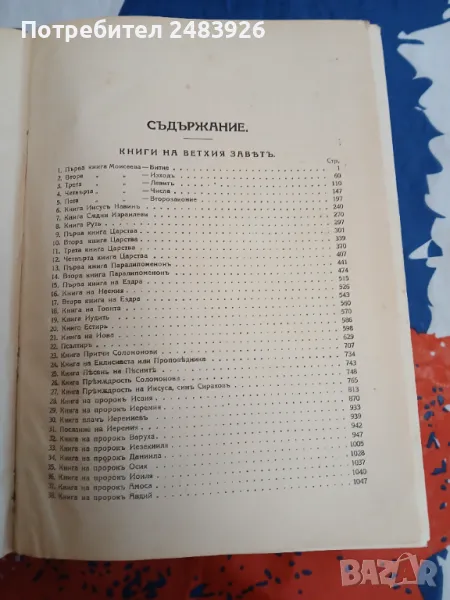 Потребител 2483926
СЪДЪРЖАНИЕ.
КНИГИ НА ВЕТХИЯ ЗАВѢТЪ.
Стр.
1. Първа книга Моисеева — Битие 1
2. Втора „ „ — Изходъ 60
3. Трета „ „ — Левитъ 110
4. Четвърта „ „ — Числа 147
5. Пета „ „ — Второзакониe 197
6. Книга Иисусъ Навинъ 240
7. Книга Сѫдии Израилеви 270
8. Книга Рутъ 297
9. Първа книга Царства 301
10. Втора книга Царства 339
11. Трета книга Царства 370
12. Четвърта книга Царства 407
13. Първа книга Паралипоменонъ 441
14. Втора книга Паралипоменонъ 474
15. Първа книга на Ездра 515
16. Книга на Неемия 526
17. Втора книга на Ездра 543
18. Книга на Товита 560
19. Книга Иудитъ 570
20. Книга Естиръ 586
21. Книга на Иова 598
22. Псалтиръ 629
23. Книга Притчи Соломонови 707
24. Книга на Еклисиаста или Проповѣдника 734
25. Книга Пѣсень на Пѣснитѣ 743
26. Книга Прѣмѫдрость Соломонова 748
27. Книга Прѣмѫдрость на Иисуса, синъ Сираховъ 765
28. Книга на пророкъ Исаия 813
29. Книга на пророкъ Иеремия 870
30. Книга плачъ Иеремиевъ 933
31. Послание на Иеремия 939
32. Книга на пророкъ Варуха 942
33. Книга на пророкъ Иезекииля 947
34. Книга на пророкъ Даниила 1005
35. Книга на пророкъ Осия 1028
36. Книга на пророкъ Иоиля 1037
37. Книга на пророкъ Амоса 1040
38. Книга на пророкъ Авдий 1047
bazar